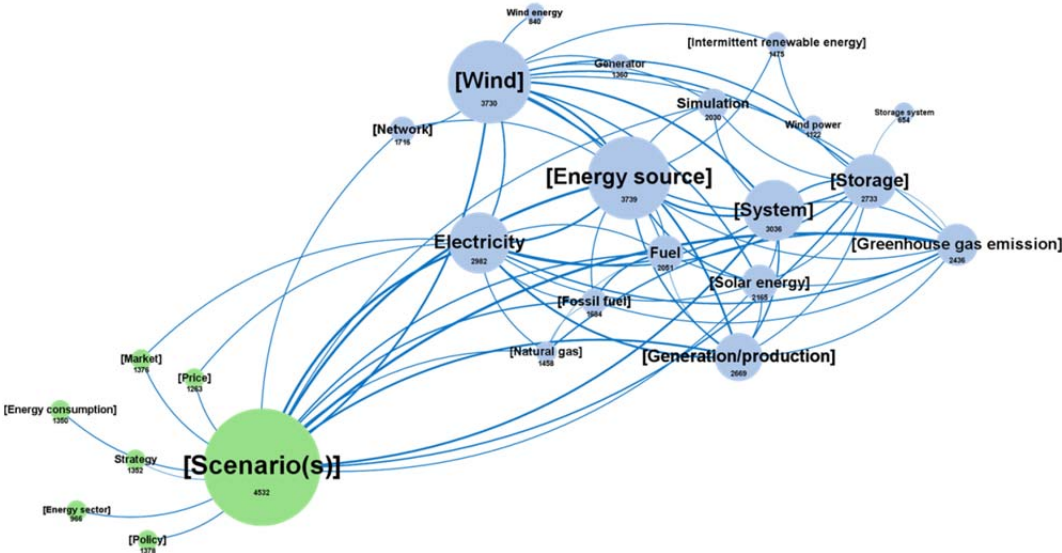 Wind energy
840
[Intermittent renewable energy]
1475
Generator
1360
[Wind]
3730
Simulation
2030
Storage system
654
Wind power
1122
[Network]
1716
[Energy source]
3739
[Storage]
2733
[System]
3036
Electricity
2982
[Greenhouse gas emission]
2436
Fuel
2051
[Solar energy]
2165
[Fossil fuel]
1684
[Natural gas]
1458
[Generation/production]
2669
[Market]
1376
[Price]
1263
[Energy consumption]
1350
Strategy
1352
[Scenario(s)]
4532
[Energy sector]
966
[Policy]
1378